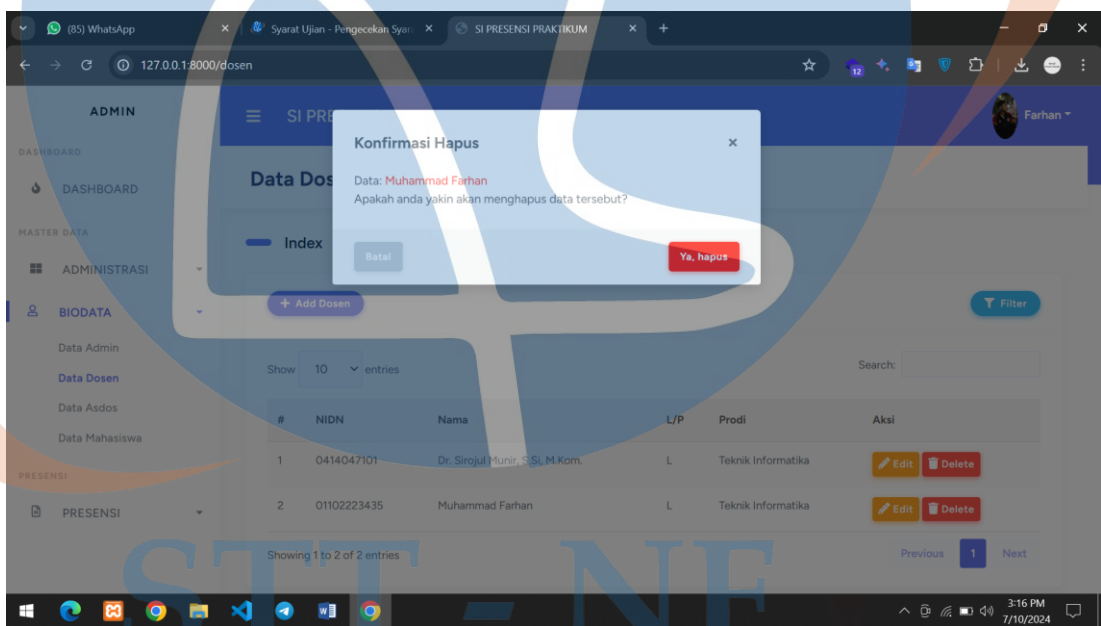 (85) WhatsApp
Syarat Ujian - Pengecekan Syar
SI PRESENSI PRAKTIKUM
127.0.0.1:8000/dosen
12
ADMIN
SI PRE
Farhan
Konfirmasi Hapus
Data: Muhammad Farhan
Apakah anda yakin akan menghapus data tersebut?
Batal
Ya, hapus
DASHBOARD
DASHBOARD
MASTER DATA
ADMINISTRASI
BIODATA
Data Admin
Data Dosen
Data Asdos
Data Mahasiswa
PRESENSI
PRESENSI
Data Dos
Index
+ Add Dosen
Filter
Show 10 entries
Search:
# NIDN Nama L/P Prodi Aksi
1 0414047101 Dr. Sirojul Munir, S.Si, M.Kom. L Teknik Informatika Edit Delete
2 01102223435 Muhammad Farhan L Teknik Informatika Edit Delete
Showing 1 to 2 of 2 entries
Previous 1 Next
STT - NF
3:16 PM
7/10/2024